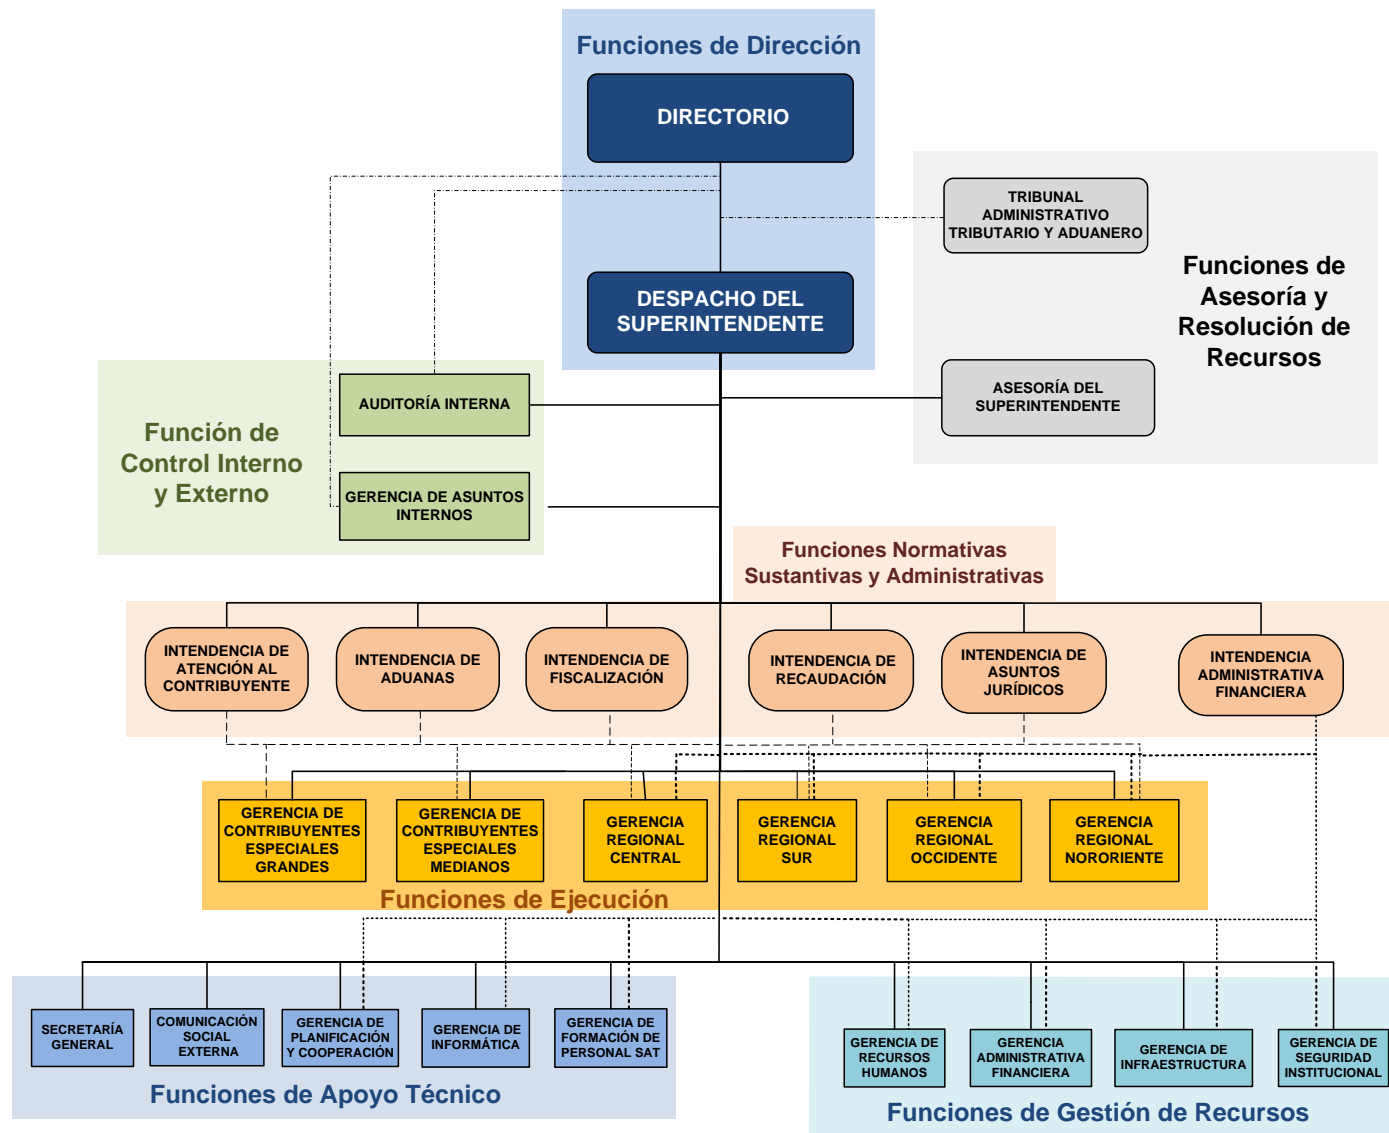 Funciones de Dirección
DIRECTORIO
TRIBUNAL
ADMINISTRATIVO
TRIBUTARIO Y ADUANERO
Funciones de
Asesoría y
Resolución de
Recursos
DESPACHO DEL
SUPERINTENDENTE
ASESORÍA DEL
SUPERINTENDENTE
AUDITORÍA INTERNA
Función de
Control Interno
y Externo
GERENCIA DE ASUNTOS
INTERNOS
Funciones Normativas
Sustantivas y Administrativas
INTENDENCIA DE
ATENCIÓN AL
CONTRIBUYENTE
INTENDENCIA DE
ADUANAS
INTENDENCIA DE
FISCALIZACIÓN
INTENDENCIA DE
RECAUDACIÓN
INTENDENCIA DE
ASUNTOS
JURÍDICOS
INTENDENCIA
ADMINISTRATIVA
FINANCIERA
GERENCIA DE
CONTRIBUYENTES
ESPECIALES
GRANDES
GERENCIA DE
CONTRIBUYENTES
ESPECIALES
MEDIANOS
GERENCIA
REGIONAL
CENTRAL
GERENCIA
REGIONAL
SUR
GERENCIA
REGIONAL
OCCIDENTE
GERENCIA
REGIONAL
NORORIENTE
Funciones de Ejecución
SECRETARÍA
GENERAL
COMUNICACIÓN
SOCIAL
EXTERNA
GERENCIA DE
PLANIFICACIÓN
Y COOPERACIÓN
GERENCIA DE
INFORMÁTICA
GERENCIA DE
FORMACIÓN DE
PERSONAL SAT
GERENCIA DE
RECURSOS
HUMANOS
GERENCIA
ADMINISTRATIVA
FINANCIERA
GERENCIA DE
INFRAESTRUCTURA
GERENCIA DE
SEGURIDAD
INSTITUCIONAL
Funciones de Apoyo Técnico
Funciones de Gestión de Recursos